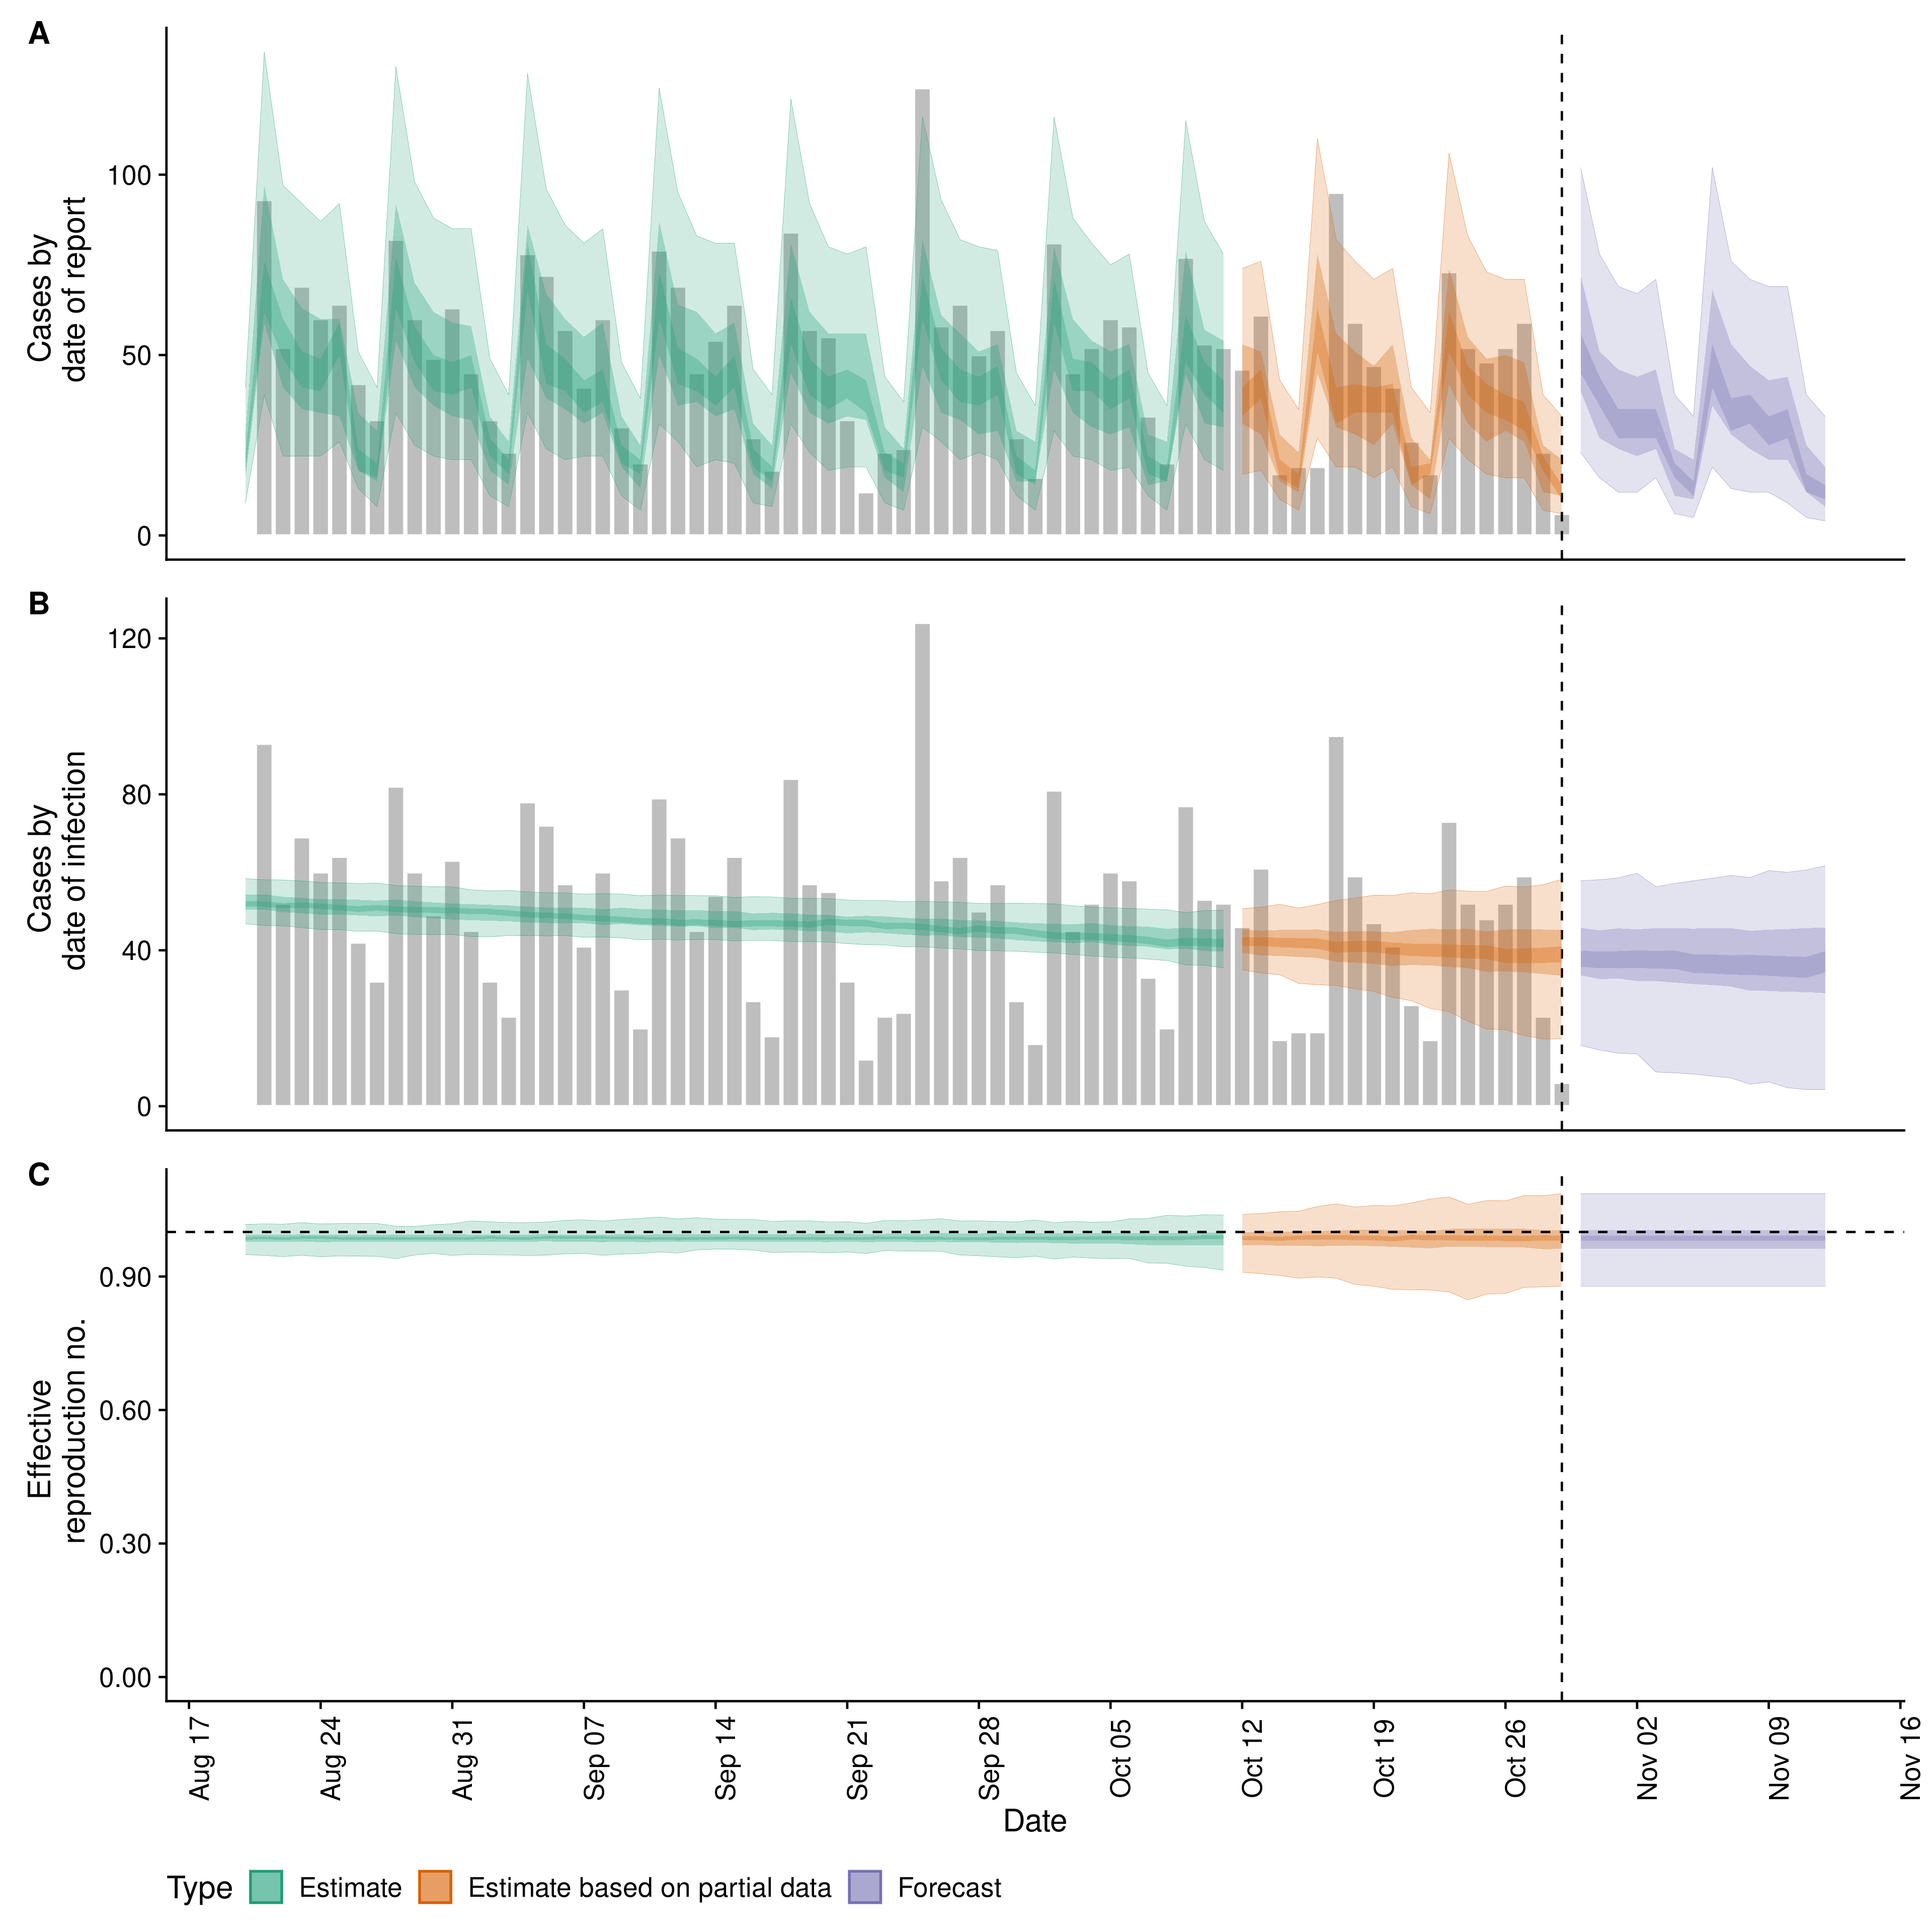 A
Cases by
date of report
100
50
0
B
Cases by
date of infection
120
80
40
0
C
Effective
reproduction no.
0.90
0.60
0.30
0.00
Aug 17
Aug 24
Aug 31
Sep 07
Sep 14
Sep 21
Sep 28
Oct 05
Oct 12
Oct 19
Oct 26
Nov 02
Nov 09
Nov 16
Date
Type Estimate Estimate based on partial data Forecast